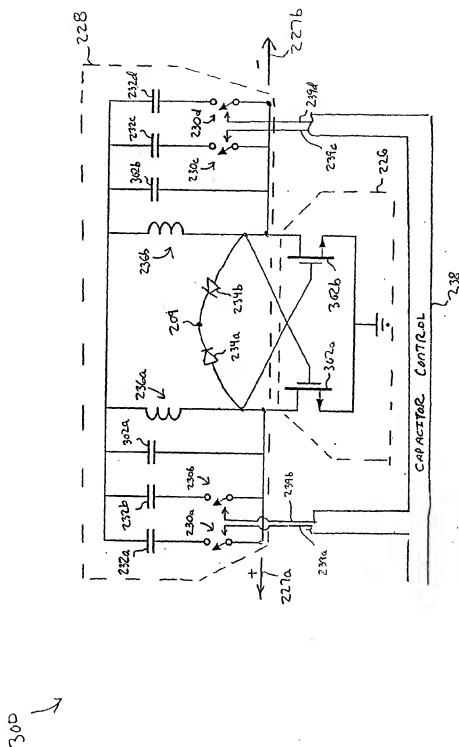 300
228
232a
232b
302a
236a
236b
302b
232c
232d
230a
230b
209
234a
234b
230c
230d
+
227a
-
227b
239a
239b
302a
302b
239c
239d
226
CAPACITOR CONTROL
238